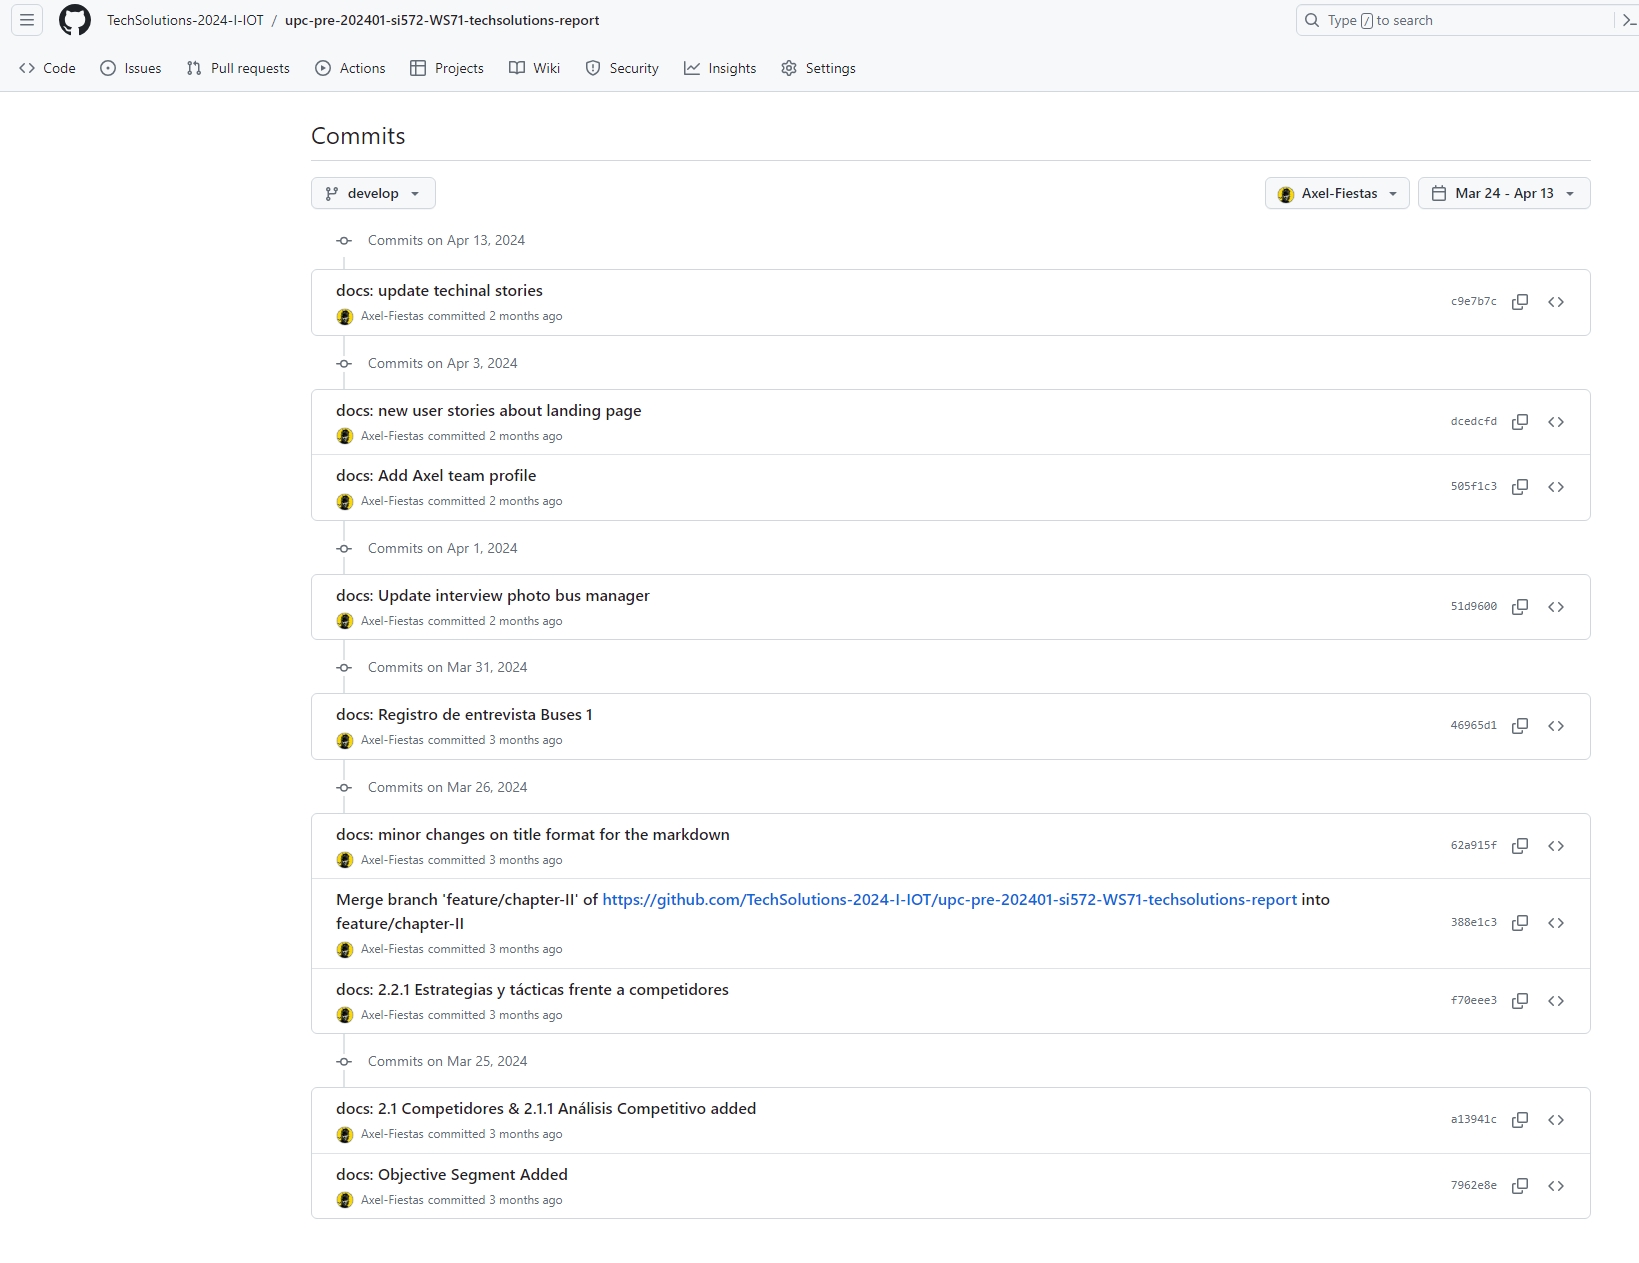 TechSolutions-2024-I-IOT / upc-pre-202401-si572-WS71-techsolutions-report
Type / to search
Code Issues Pull requests Actions Projects Wiki Security Insights Settings
Commits
develop Axel-Fiestas Mar 24 - Apr 13
Commits on Apr 13, 2024
docs: update techinal stories
Axel-Fiestas committed 2 months ago
c9e7b7c
Commits on Apr 3, 2024
docs: new user stories about landing page
Axel-Fiestas committed 2 months ago
dcedcfd
docs: Add Axel team profile
Axel-Fiestas committed 2 months ago
505f1c3
Commits on Apr 1, 2024
docs: Update interview photo bus manager
Axel-Fiestas committed 2 months ago
51d9600
Commits on Mar 31, 2024
docs: Registro de entrevista Buses 1
Axel-Fiestas committed 3 months ago
46965d1
Commits on Mar 26, 2024
docs: minor changes on title format for the markdown
Axel-Fiestas committed 3 months ago
62a915f
Merge branch 'feature/chapter-II' of https://github.com/TechSolutions-2024-I-IOT/upc-pre-202401-si572-WS71-techsolutions-report into
feature/chapter-II
Axel-Fiestas committed 3 months ago
388e1c3
docs: 2.2.1 Estrategias y tácticas frente a competidores
Axel-Fiestas committed 3 months ago
f70eee3
Commits on Mar 25, 2024
docs: 2.1 Competidores & 2.1.1 Análisis Competitivo added
Axel-Fiestas committed 3 months ago
a13941c
docs: Objective Segment Added
Axel-Fiestas committed 3 months ago
7962e8e